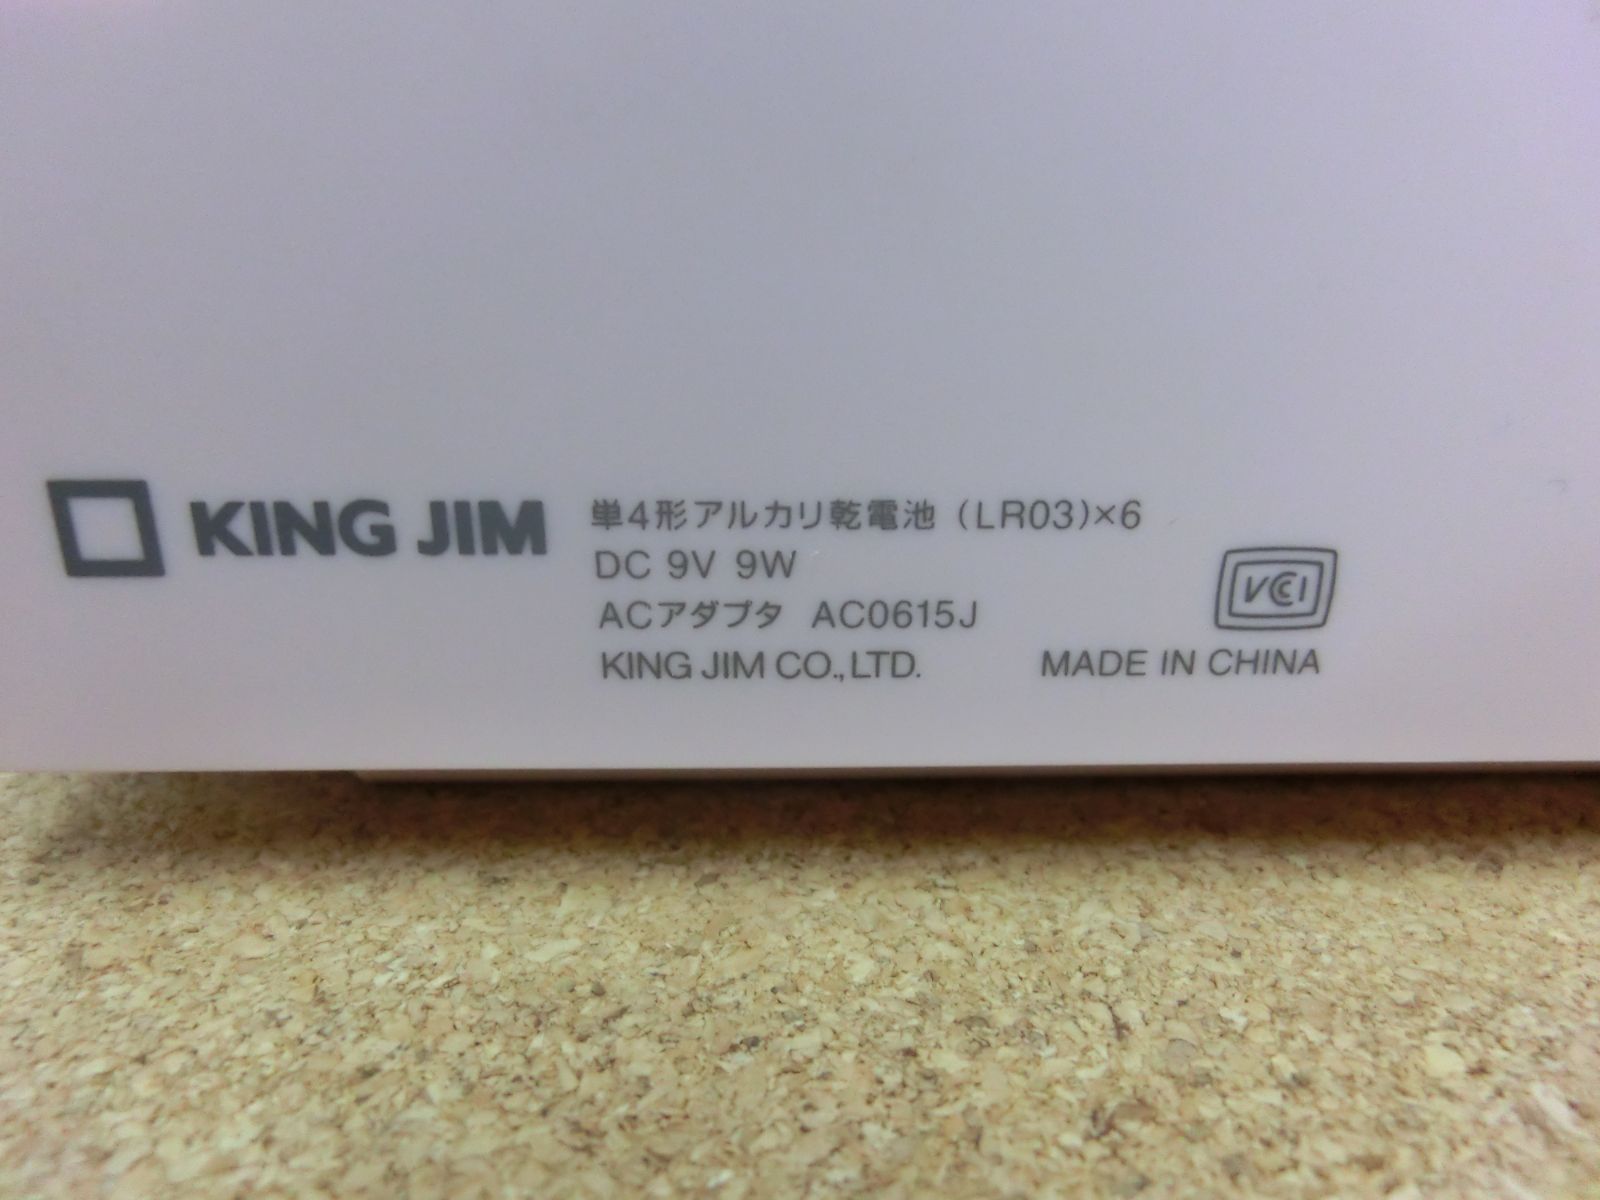 KING JIM
単4形アルカリ乾電池 (LR03)×6
DC 9V 9W
ACアダプタ AC0615J
VCCI
KING JIM CO.,LTD.
MADE IN CHINA